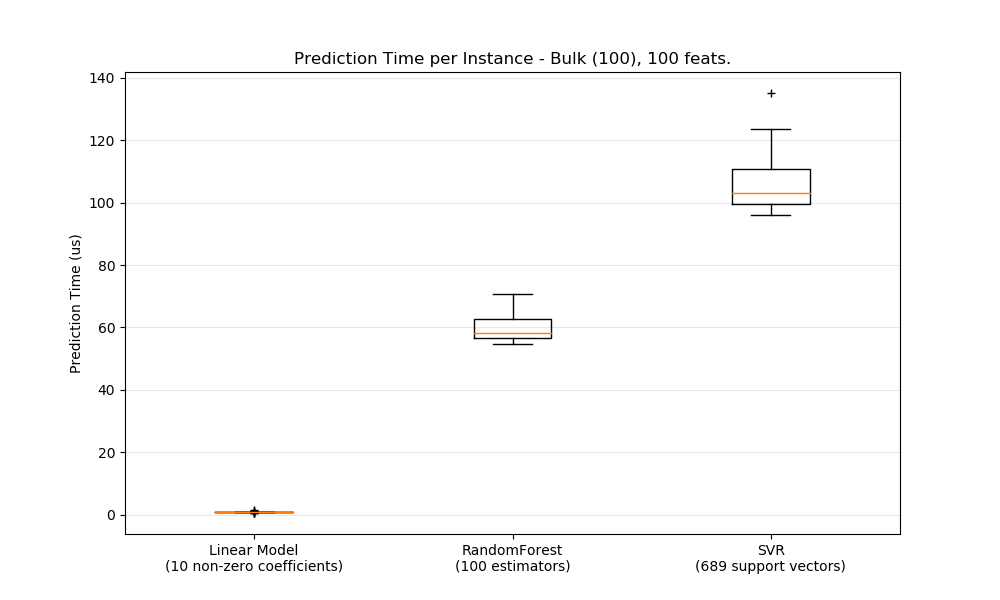 Prediction Time per Instance - Bulk (100), 100 feats.
140
120
100
80
60
40
20
0
Prediction Time (us)
Linear Model
(10 non-zero coefficients)
RandomForest
(100 estimators)
SVR
(689 support vectors)